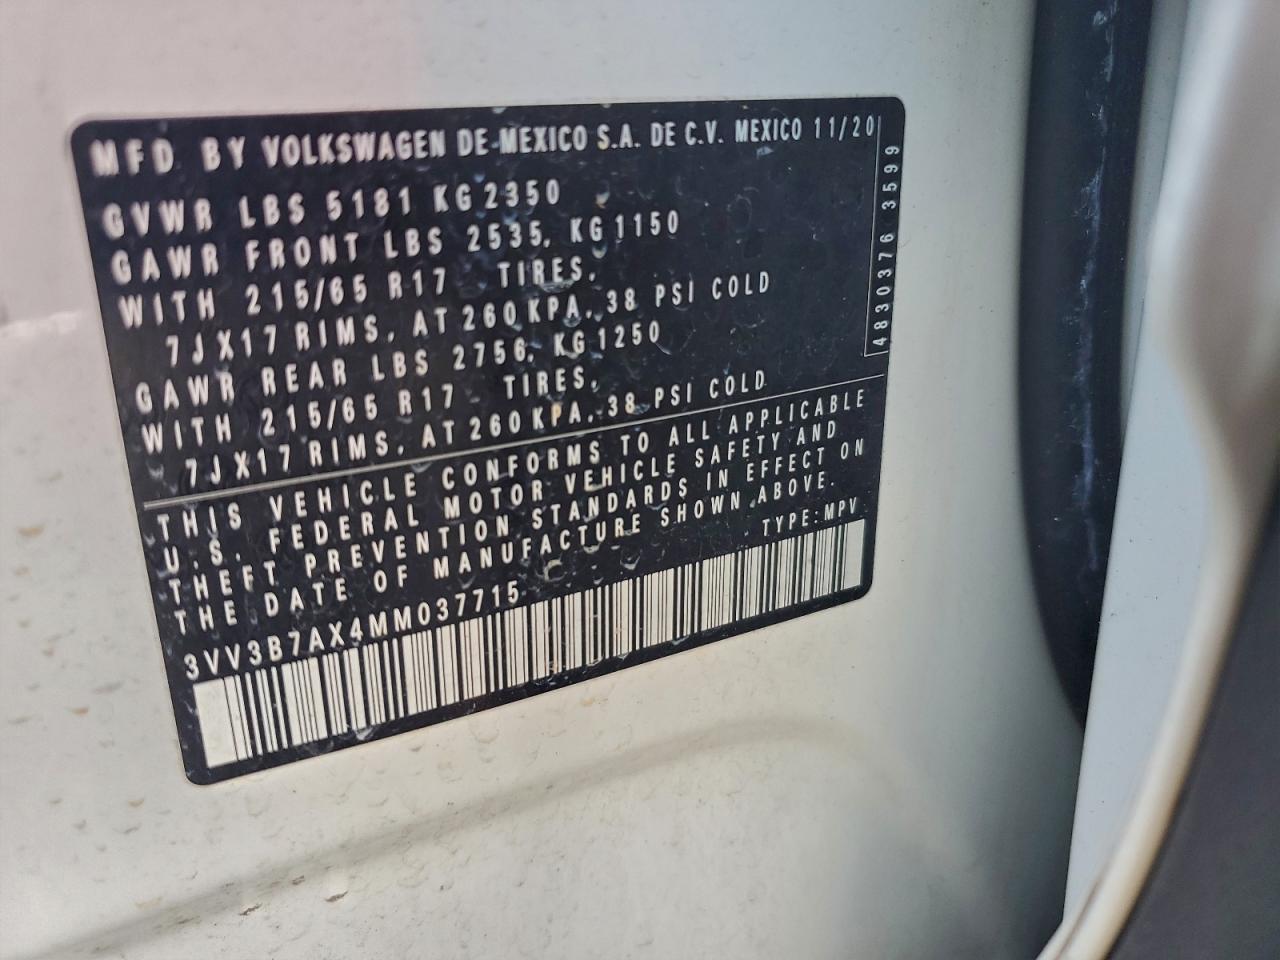 MFD. BY VOLKSWAGEN DE MEXICO S.A. DE C.V. MEXICO 11/20
GVWR LBS 5181 KG 2350
GAWR FRONT LBS 2535, KG 1150
WITH 215/65 R17 TIRES,
7JX17 RIMS, AT 260 KPA, 38 PSI COLD
GAWR REAR LBS 2756, KG 1250
WITH 215/65 R17 TIRES,
7JX17 RIMS, AT 260 KPA, 38 PSI COLD
THIS VEHICLE CONFORMS TO ALL APPLICABLE
U.S. FEDERAL MOTOR VEHICLE SAFETY AND
THEFT PREVENTION STANDARDS IN EFFECT ON
THE DATE OF MANUFACTURE SHOWN ABOVE.
TYPE: MPV
3VV3B7AX4MM037715
4830376 3599